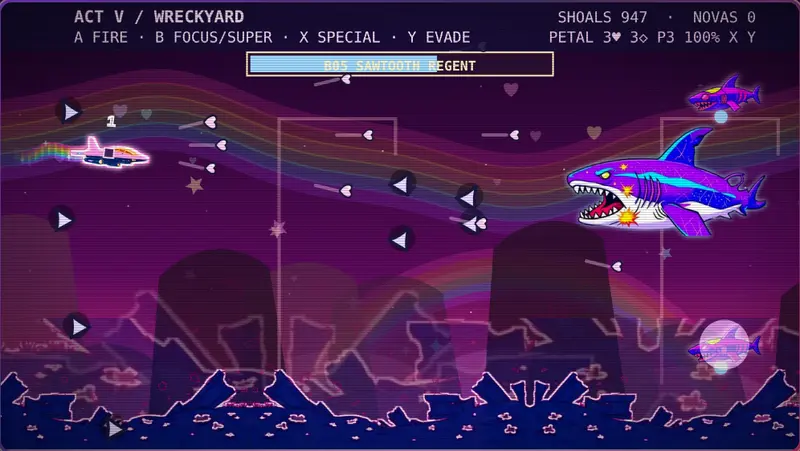 ACT V / WRECKYARD
SHOALS 947 · NOVAS 0
A FIRE · B FOCUS/SUPER · X SPECIAL · Y EVADE
PETAL 3♥ 3◇ P3 100% X Y
B05 SAWTOOTH REGENT
1